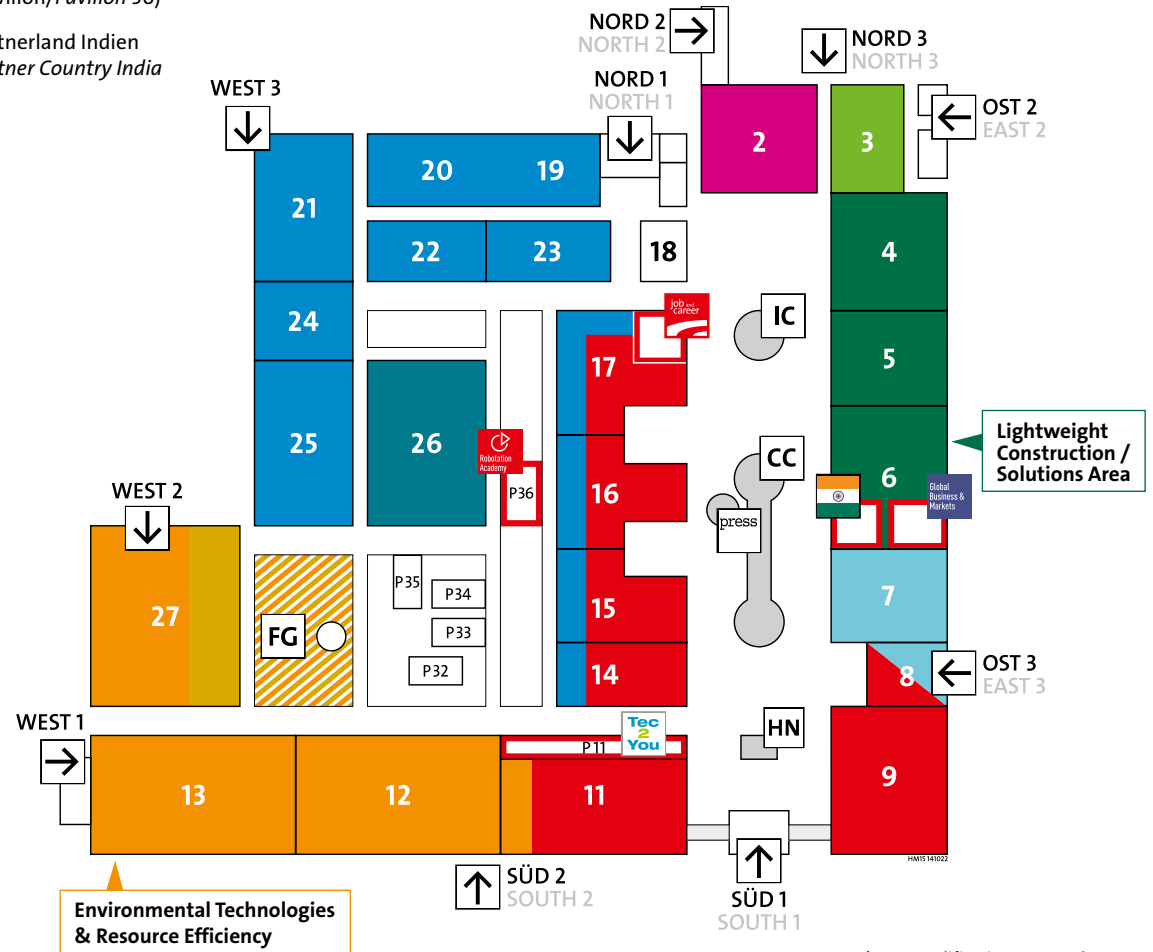 tnerland Indien
tner Country India
WEST 3
NORD 2
NORTH 2
NORD 1
NORTH 1
NORD 3
NORTH 3
OST 2
EAST 2
2
3
20
19
21
22
23
18
4
24
job and
career
IC
17
5
25
26
Robotation
Academy
P36
16
CC
press
6
Global
Business &
Markets
Lightweight
Construction /
Solutions Area
WEST 2
27
FG
P35
P34
P33
P32
15
14
7
8
OST 3
EAST 3
WEST 1
Tec
2
You
P11
HN
13
12
11
9
HM15 141022
SÜD 2
SOUTH 2
SÜD 1
SOUTH 1
Environmental Technologies
& Resource Efficiency